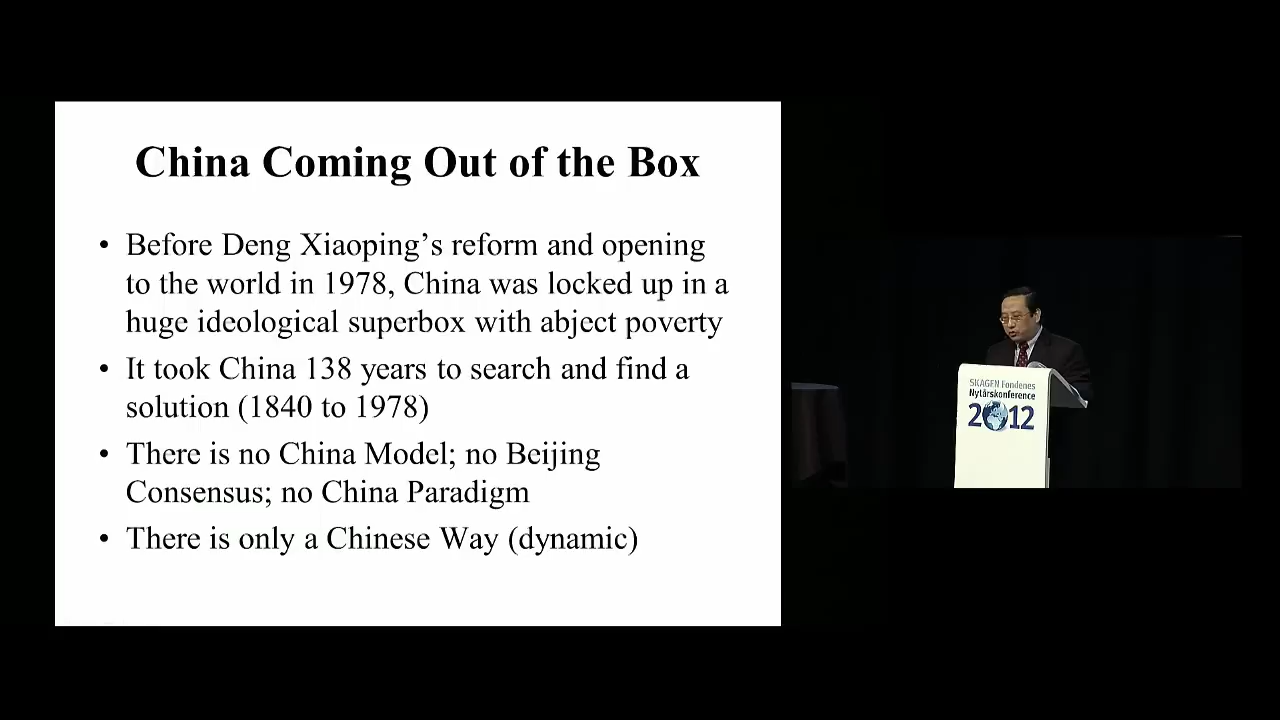 China Coming Out of the Box
• Before Deng Xiaoping's reform and opening
to the world in 1978, China was locked up in a
huge ideological superbox with abject poverty
• It took China 138 years to search and find a
solution (1840 to 1978)
• There is no China Model; no Beijing
Consensus; no China Paradigm
• There is only a Chinese Way (dynamic)
SKAGEN Fondenes
Nytårskonference
2012